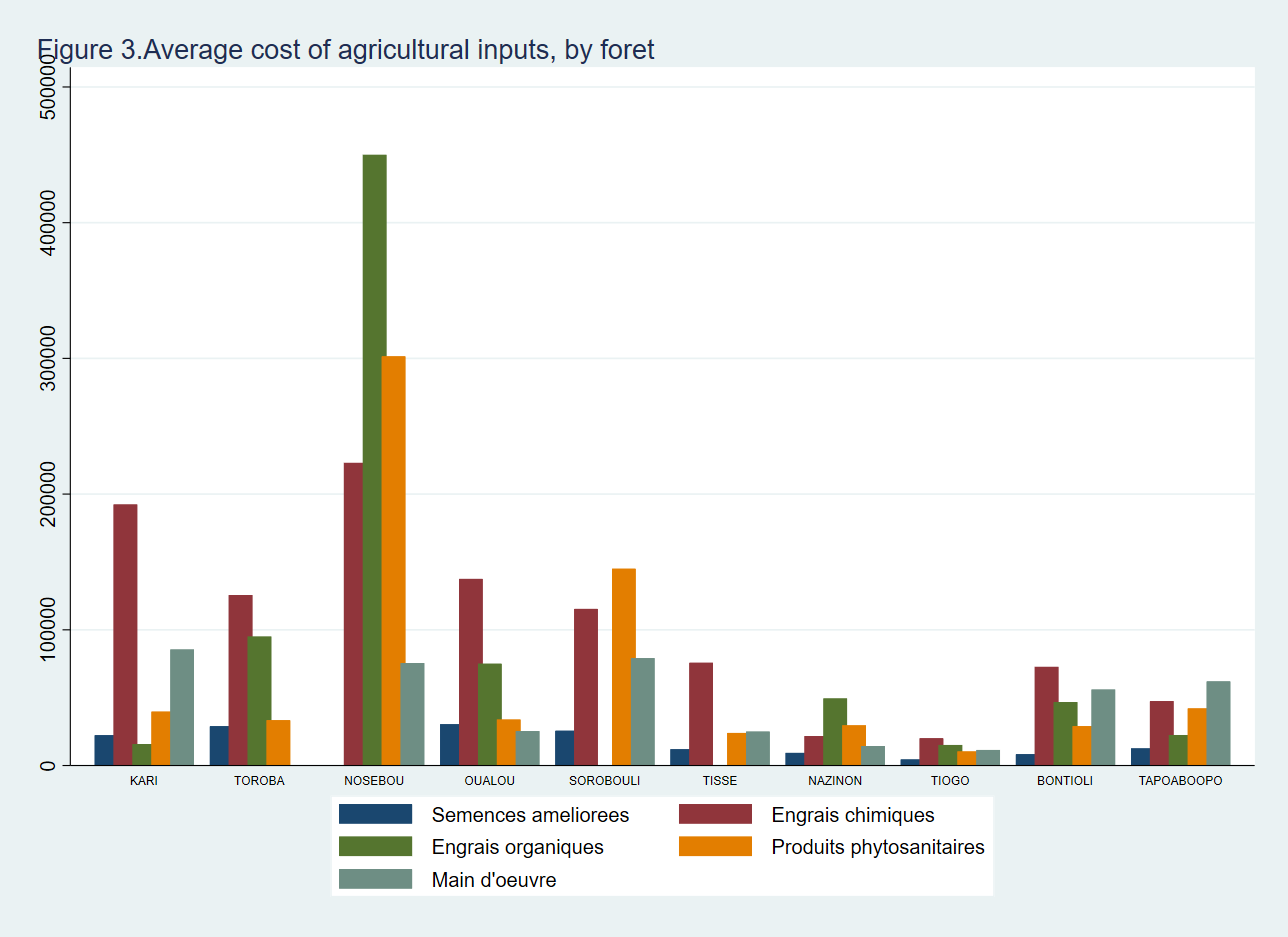 Figure 3.Average cost of agricultural inputs, by foret
500000
400000
300000
200000
100000
0
KARI TOROBA NOSEBOU OUALOU SOROBOULI TISSE NAZINON TIOGO BONTIOLI TAPOABOOPO
Semences ameliorees Engrais chimiques
Engrais organiques Produits phytosanitaires
Main d'oeuvre